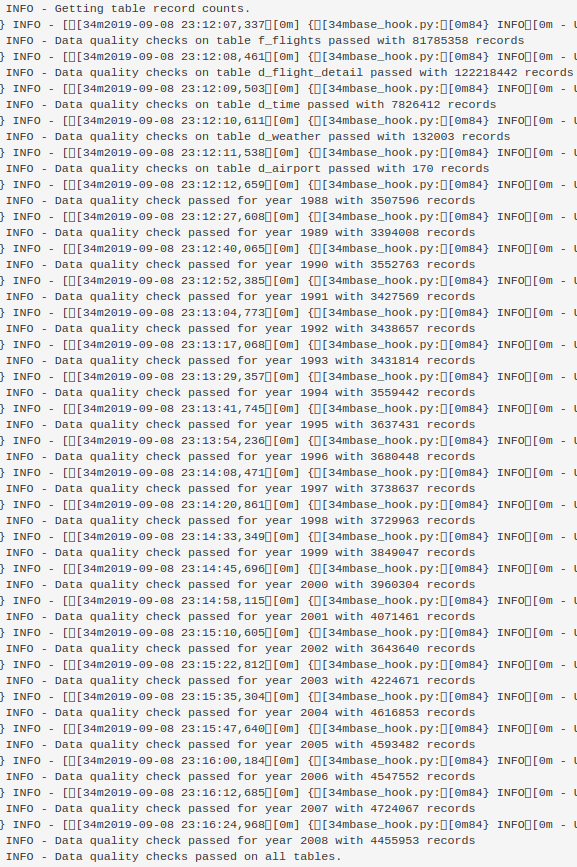 INFO - Getting table record counts.
} INFO - [▯[34m2019-09-08 23:12:07,337▯[0m] {▯▯[34mbase_hook.py:▯[0m84} INFO▯[0m - U
INFO - Data quality checks on table f_flights passed with 81785358 records
} INFO - [▯[34m2019-09-08 23:12:08,461▯[0m] {▯▯[34mbase_hook.py:▯[0m84} INFO▯[0m - U
INFO - Data quality checks on table d_flight_detail passed with 122218442 records
} INFO - [▯[34m2019-09-08 23:12:09,503▯[0m] {▯▯[34mbase_hook.py:▯[0m84} INFO▯[0m - U
INFO - Data quality checks on table d_time passed with 7826412 records
} INFO - [▯[34m2019-09-08 23:12:10,611▯[0m] {▯▯[34mbase_hook.py:▯[0m84} INFO▯[0m - U
INFO - Data quality checks on table d_weather passed with 132003 records
} INFO - [▯[34m2019-09-08 23:12:11,538▯[0m] {▯▯[34mbase_hook.py:▯[0m84} INFO▯[0m - U
INFO - Data quality checks on table d_airport passed with 170 records
} INFO - [▯[34m2019-09-08 23:12:12,659▯[0m] {▯▯[34mbase_hook.py:▯[0m84} INFO▯[0m - U
INFO - Data quality check passed for year 1988 with 3507596 records
} INFO - [▯[34m2019-09-08 23:12:27,608▯[0m] {▯▯[34mbase_hook.py:▯[0m84} INFO▯[0m - U
INFO - Data quality check passed for year 1989 with 3394008 records
} INFO - [▯[34m2019-09-08 23:12:40,065▯[0m] {▯▯[34mbase_hook.py:▯[0m84} INFO▯[0m - U
INFO - Data quality check passed for year 1990 with 3552763 records
} INFO - [▯[34m2019-09-08 23:12:52,385▯[0m] {▯▯[34mbase_hook.py:▯[0m84} INFO▯[0m - U
INFO - Data quality check passed for year 1991 with 3427569 records
} INFO - [▯[34m2019-09-08 23:13:04,773▯[0m] {▯▯[34mbase_hook.py:▯[0m84} INFO▯[0m - U
INFO - Data quality check passed for year 1992 with 3438657 records
} INFO - [▯[34m2019-09-08 23:13:17,068▯[0m] {▯▯[34mbase_hook.py:▯[0m84} INFO▯[0m - U
INFO - Data quality check passed for year 1993 with 3431814 records
} INFO - [▯[34m2019-09-08 23:13:29,357▯[0m] {▯▯[34mbase_hook.py:▯[0m84} INFO▯[0m - U
INFO - Data quality check passed for year 1994 with 3559442 records
} INFO - [▯[34m2019-09-08 23:13:41,745▯[0m] {▯▯[34mbase_hook.py:▯[0m84} INFO▯[0m - U
INFO - Data quality check passed for year 1995 with 3637431 records
} INFO - [▯[34m2019-09-08 23:13:54,236▯[0m] {▯▯[34mbase_hook.py:▯[0m84} INFO▯[0m - U
INFO - Data quality check passed for year 1996 with 3680448 records
} INFO - [▯[34m2019-09-08 23:14:08,471▯[0m] {▯▯[34mbase_hook.py:▯[0m84} INFO▯[0m - U
INFO - Data quality check passed for year 1997 with 3738637 records
} INFO - [▯[34m2019-09-08 23:14:20,861▯[0m] {▯▯[34mbase_hook.py:▯[0m84} INFO▯[0m - U
INFO - Data quality check passed for year 1998 with 3729963 records
} INFO - [▯[34m2019-09-08 23:14:33,349▯[0m] {▯▯[34mbase_hook.py:▯[0m84} INFO▯[0m - U
INFO - Data quality check passed for year 1999 with 3849047 records
} INFO - [▯[34m2019-09-08 23:14:45,696▯[0m] {▯▯[34mbase_hook.py:▯[0m84} INFO▯[0m - U
INFO - Data quality check passed for year 2000 with 3960304 records
} INFO - [▯[34m2019-09-08 23:14:58,115▯[0m] {▯▯[34mbase_hook.py:▯[0m84} INFO▯[0m - U
INFO - Data quality check passed for year 2001 with 4071461 records
} INFO - [▯[34m2019-09-08 23:15:10,605▯[0m] {▯▯[34mbase_hook.py:▯[0m84} INFO▯[0m - U
INFO - Data quality check passed for year 2002 with 3643640 records
} INFO - [▯[34m2019-09-08 23:15:22,812▯[0m] {▯▯[34mbase_hook.py:▯[0m84} INFO▯[0m - U
INFO - Data quality check passed for year 2003 with 4224671 records
} INFO - [▯[34m2019-09-08 23:15:35,304▯[0m] {▯▯[34mbase_hook.py:▯[0m84} INFO▯[0m - U
INFO - Data quality check passed for year 2004 with 4616853 records
} INFO - [▯[34m2019-09-08 23:15:47,640▯[0m] {▯▯[34mbase_hook.py:▯[0m84} INFO▯[0m - U
INFO - Data quality check passed for year 2005 with 4593482 records
} INFO - [▯[34m2019-09-08 23:16:00,184▯[0m] {▯▯[34mbase_hook.py:▯[0m84} INFO▯[0m - U
INFO - Data quality check passed for year 2006 with 4547552 records
} INFO - [▯[34m2019-09-08 23:16:12,685▯[0m] {▯▯[34mbase_hook.py:▯[0m84} INFO▯[0m - U
INFO - Data quality check passed for year 2007 with 4724067 records
} INFO - [▯[34m2019-09-08 23:16:24,968▯[0m] {▯▯[34mbase_hook.py:▯[0m84} INFO▯[0m - U
INFO - Data quality check passed for year 2008 with 4455953 records
INFO - Data quality checks passed on all tables.